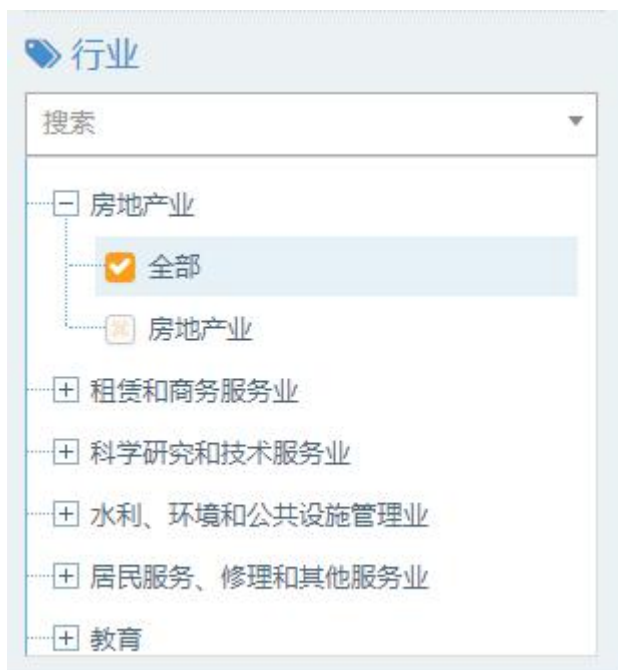 行业
搜索
房地产业
全部
房地产业
租赁和商务服务业
科学研究和技术服务业
水利、环境和公共设施管理业
居民服务、修理和其他服务业
教育